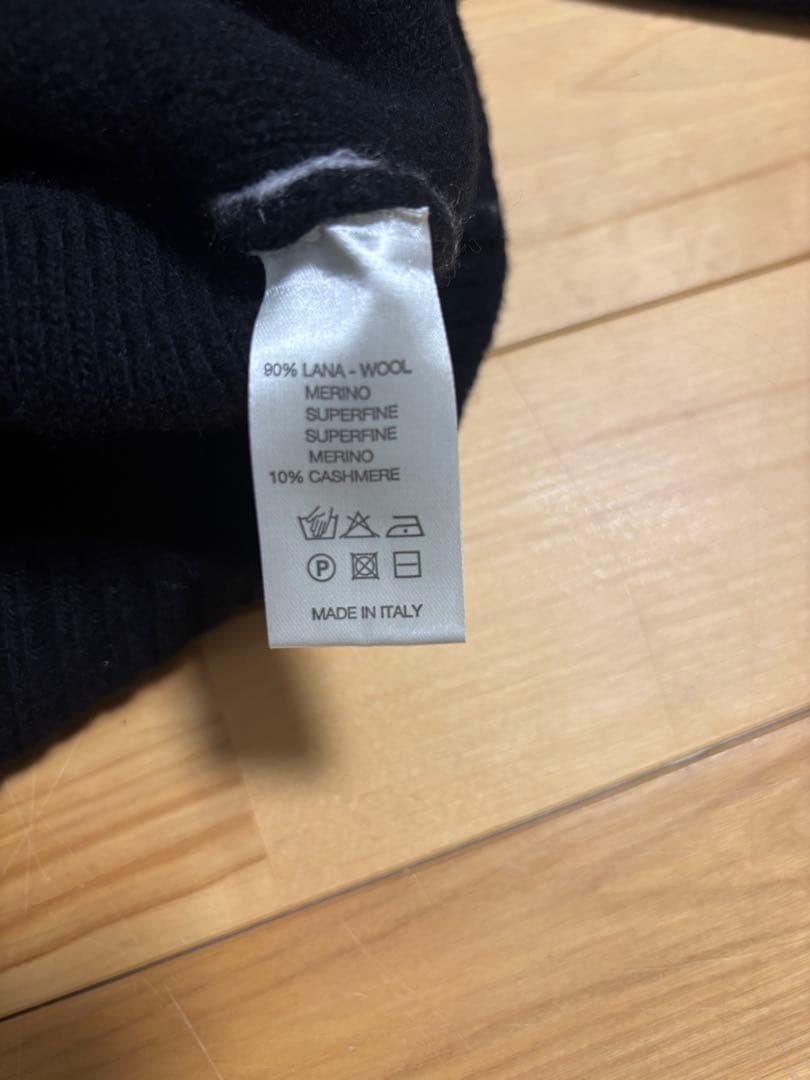 90% LANA - WOOL
MERINO
SUPERFINE
SUPERFINE
MERINO
10% CASHMERE
P
MADE IN ITALY